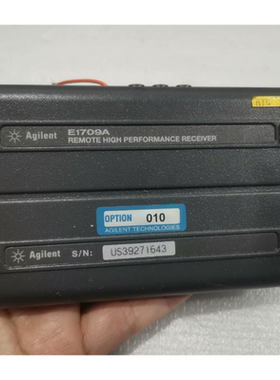 Agilent
E1709A
REMOTE HIGH PERFORMANCE RECEIVER
OPTION 010
AGILENT TECHNOLOGIES
Agilent S/N: US39271643